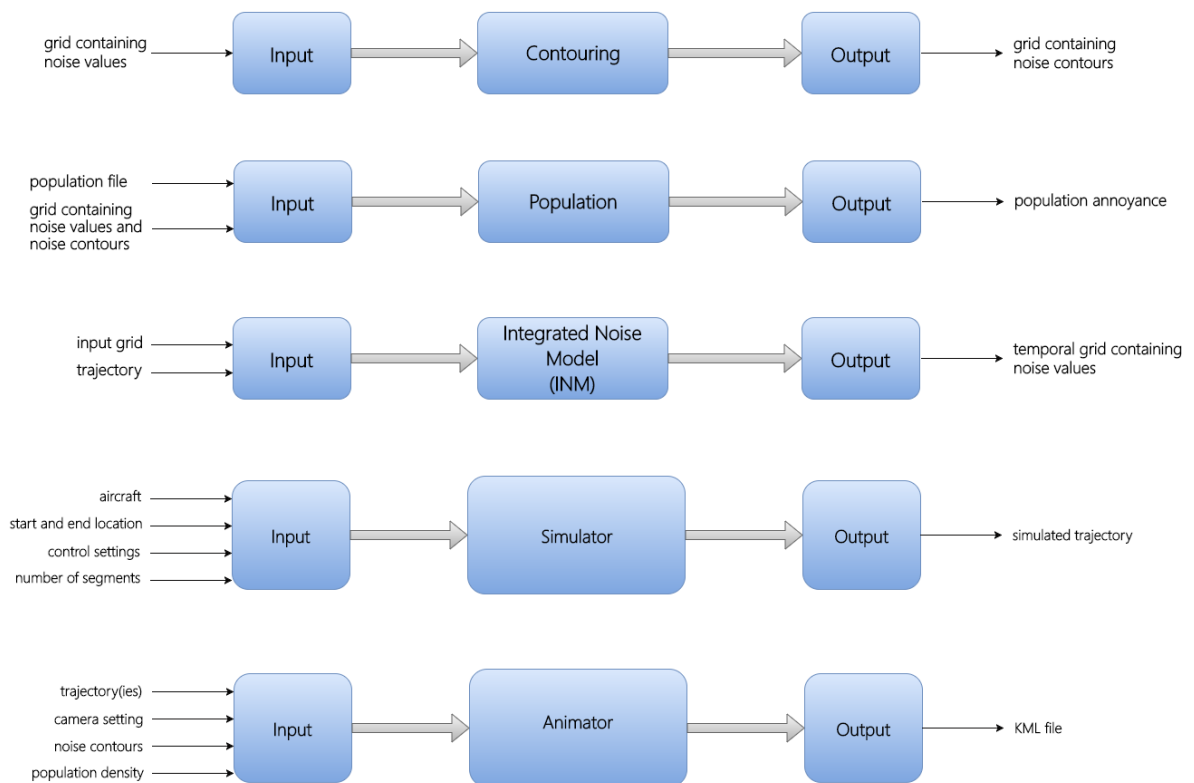 grid containing
noise values
Input
Contouring
Output
grid containing
noise contours
population file
grid containing
noise values and
noise contours
Input
Population
Output
population annoyance
input grid
trajectory
Input
Integrated Noise
Model
(INM)
Output
temporal grid containing
noise values
aircraft
start and end location
control settings
number of segments
Input
Simulator
Output
simulated trajectory
trajectory(ies)
camera setting
noise contours
population density
Input
Animator
Output
KML file